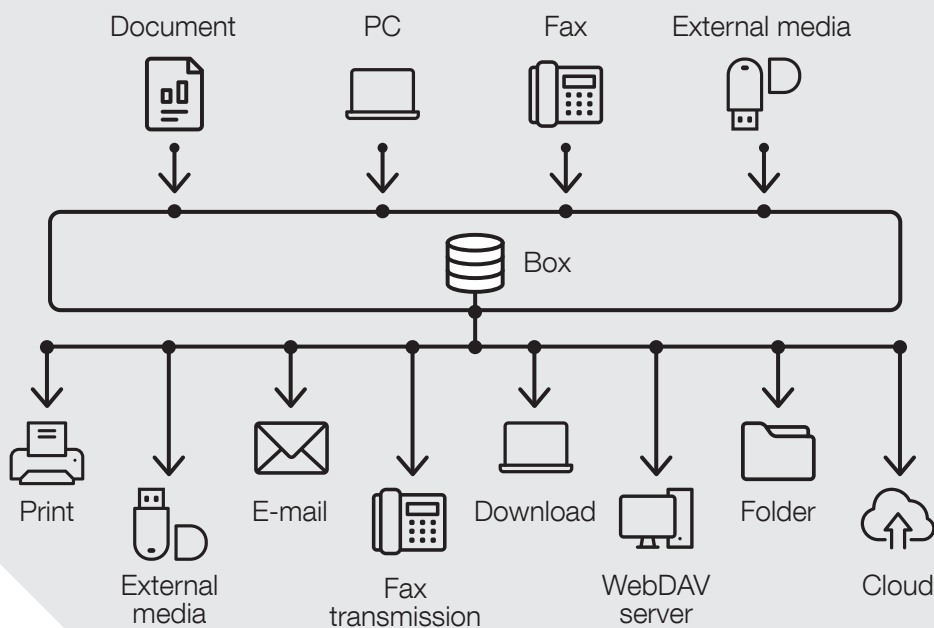 Document
PC
Fax
External media
Box
Print
E-mail
Download
Folder
External
media
Fax
transmission
WebDAV
server
Cloud